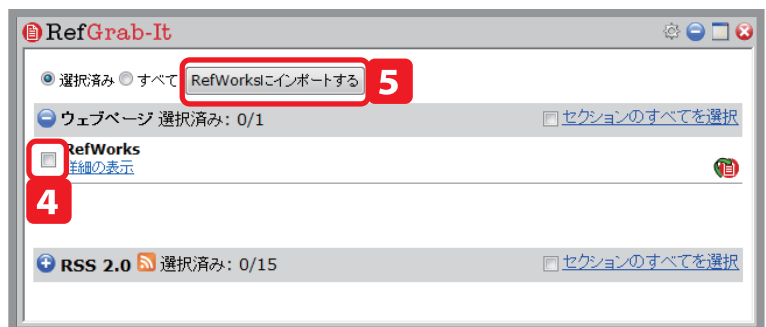 RefGrab-It
選択済み すべて RefWorksにインポートする 5
ウェブページ 選択済み: 0/1 セクションのすべてを選択
RefWorks
詳細の表示
4
RSS 2.0 選択済み: 0/15 セクションのすべてを選択